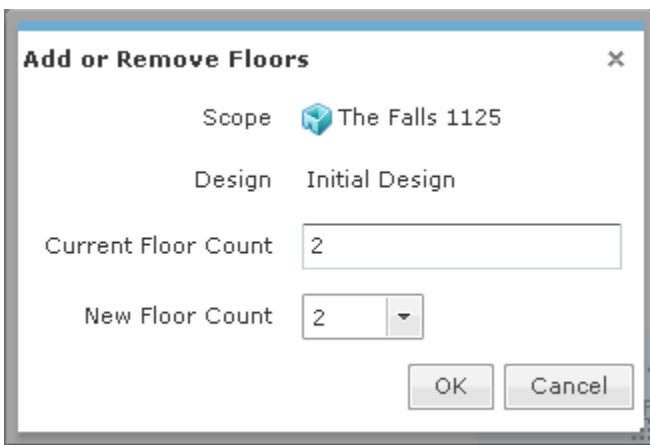 Add or Remove Floors
Scope The Falls 1125
Design Initial Design
Current Floor Count 2
New Floor Count 2
OK Cancel